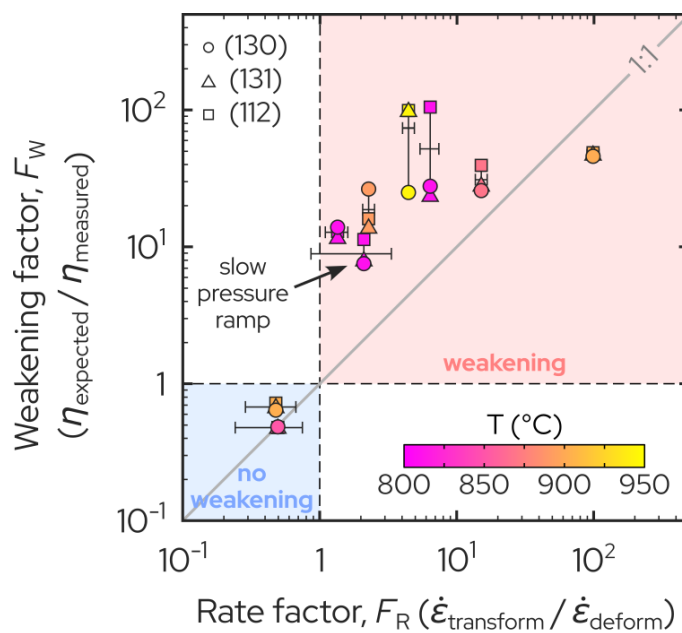 Weakening factor, F_W
(η_expected / η_measured)
10²
10¹
1
10⁻¹
(130)
(131)
(112)
1:1
slow
pressure
ramp
weakening
no
weakening
T (°C)
800 850 900 950
10⁻¹ 1 10¹ 10²
Rate factor, F_R (ε̇_transform / ε̇_deform)